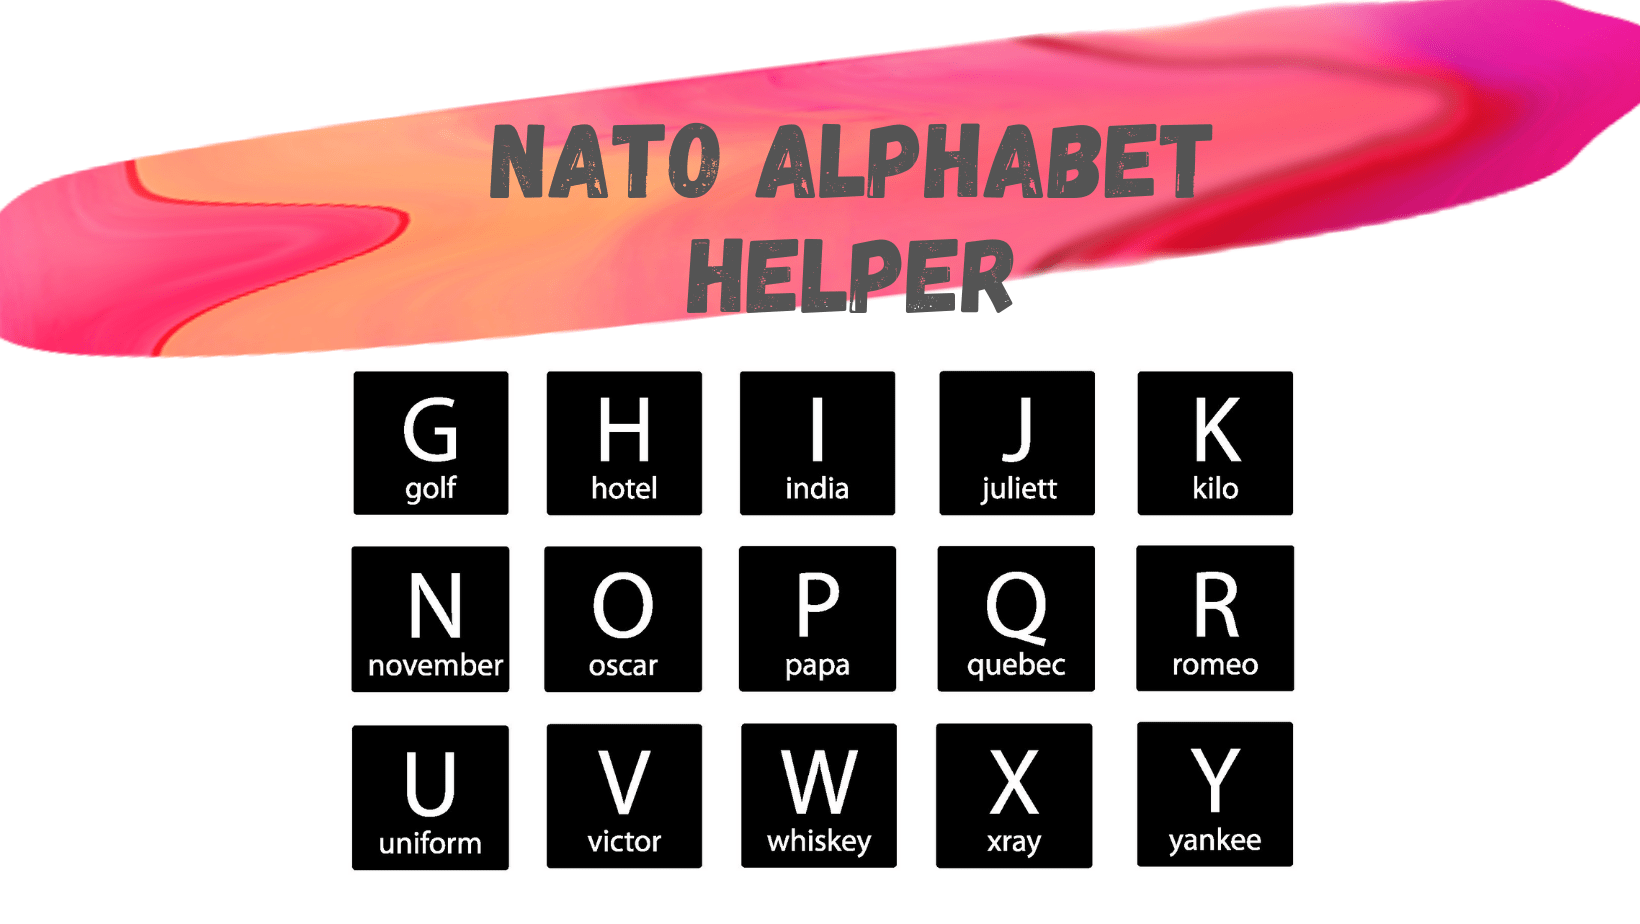 NATO ALPHABET
HELPER
G H I J K
golf hotel india juliett kilo
N O P Q R
november oscar papa quebec romeo
U V W X Y
uniform victor whiskey xray yankee